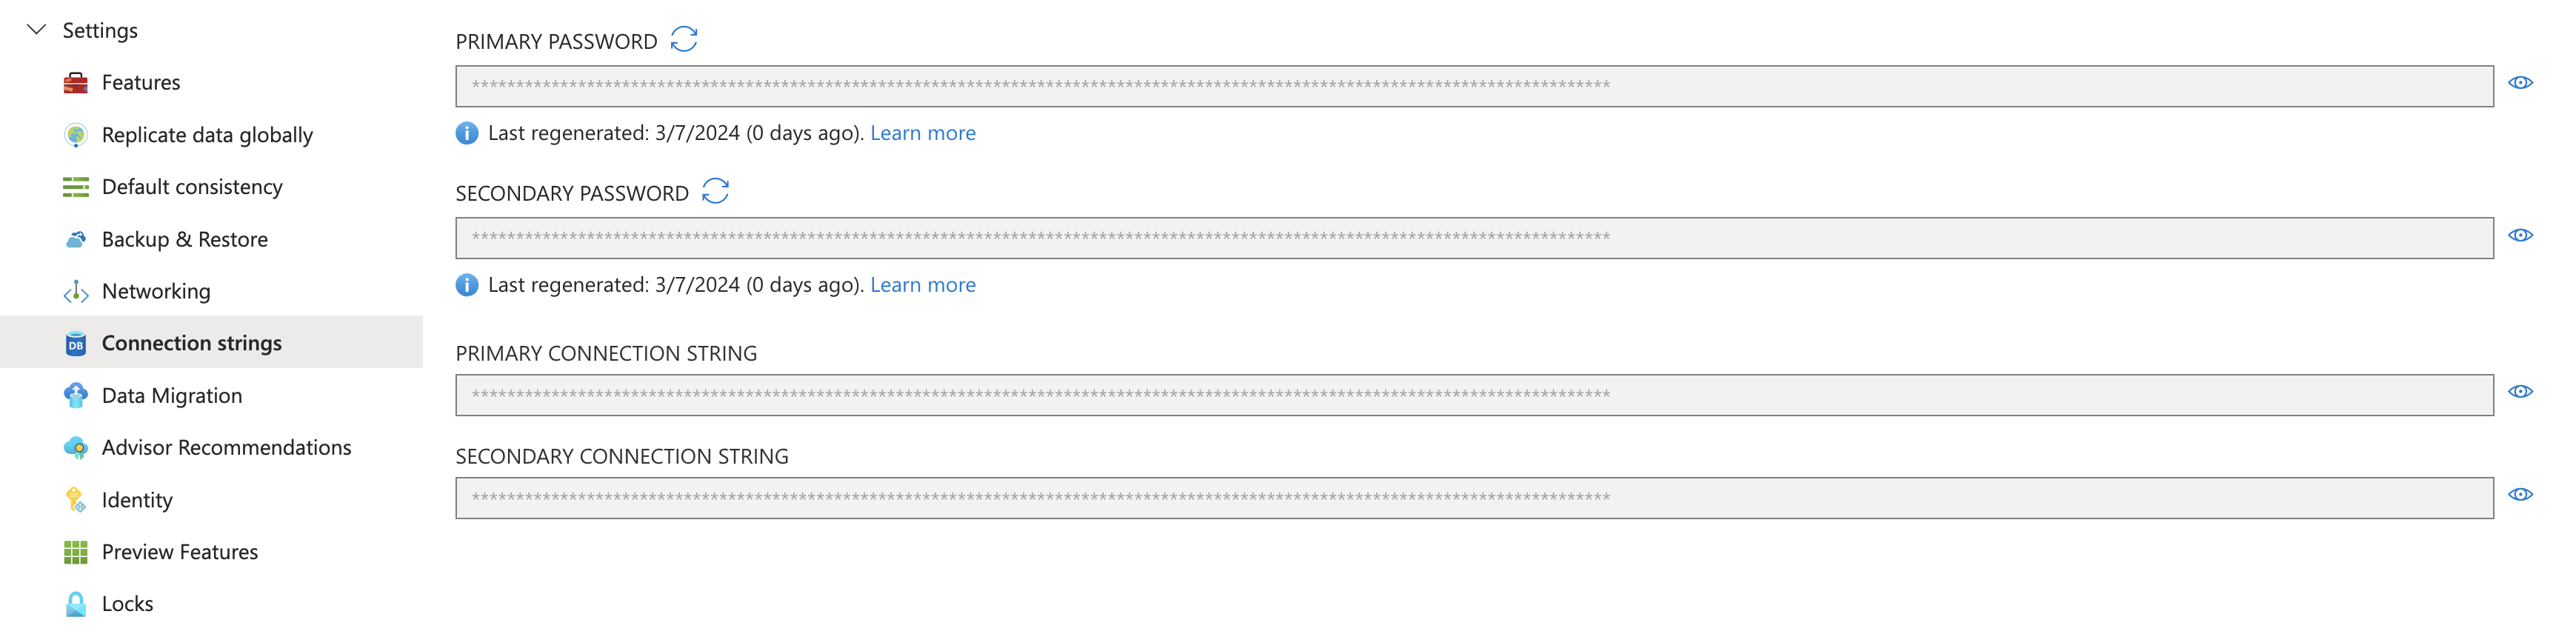 Settings
Features
Replicate data globally
Default consistency
Backup & Restore
Networking
DB
Connection strings
Data Migration
Advisor Recommendations
Identity
Preview Features
Locks
PRIMARY PASSWORD
Last regenerated: 3/7/2024 (0 days ago). Learn more
SECONDARY PASSWORD
Last regenerated: 3/7/2024 (0 days ago). Learn more
PRIMARY CONNECTION STRING
SECONDARY CONNECTION STRING